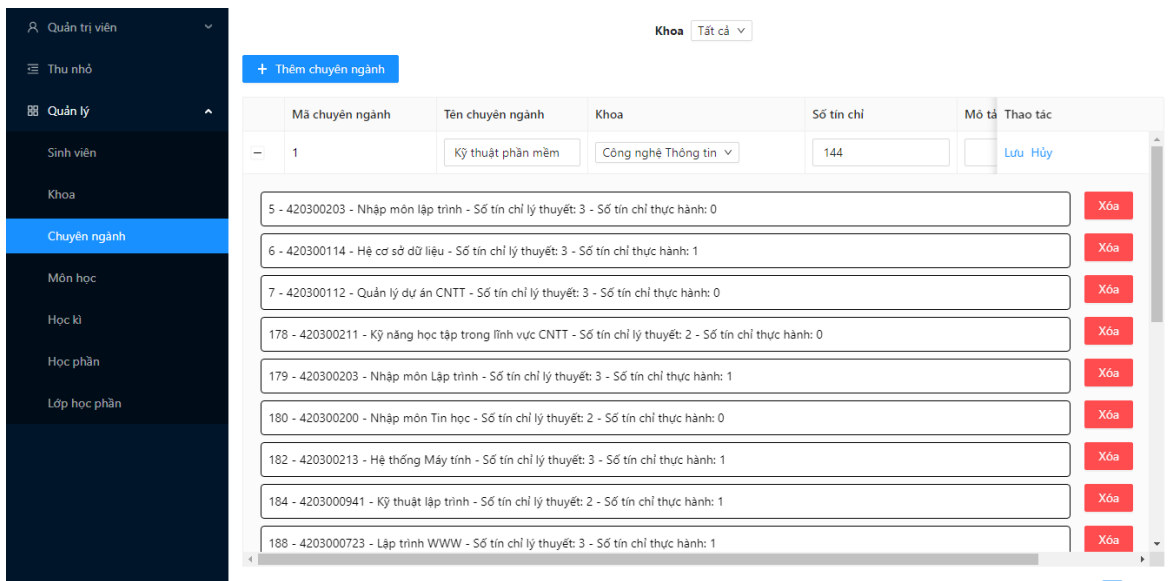 Quản trị viên
Thu nhỏ
Quản lý
Sinh viên
Khoa
Chuyên ngành
Môn học
Học kì
Học phần
Lớp học phần
Khoa Tất cả
+ Thêm chuyên ngành
Mã chuyên ngành Tên chuyên ngành Khoa Số tín chỉ Mô tả Thao tác
1 Kỹ thuật phần mềm Công nghệ Thông tin 144 Lưu Hủy
5 - 420300203 - Nhập môn lập trình - Số tín chỉ lý thuyết: 3 - Số tín chỉ thực hành: 0 Xóa
6 - 420300114 - Hệ cơ sở dữ liệu - Số tín chỉ lý thuyết: 3 - Số tín chỉ thực hành: 1 Xóa
7 - 420300112 - Quản lý dự án CNTT - Số tín chỉ lý thuyết: 3 - Số tín chỉ thực hành: 0 Xóa
178 - 420300211 - Kỹ năng học tập trong lĩnh vực CNTT - Số tín chỉ lý thuyết: 2 - Số tín chỉ thực hành: 0 Xóa
179 - 420300203 - Nhập môn Lập trình - Số tín chỉ lý thuyết: 3 - Số tín chỉ thực hành: 1 Xóa
180 - 420300200 - Nhập môn Tin học - Số tín chỉ lý thuyết: 2 - Số tín chỉ thực hành: 0 Xóa
182 - 420300213 - Hệ thống Máy tính - Số tín chỉ lý thuyết: 3 - Số tín chỉ thực hành: 1 Xóa
184 - 4203000941 - Kỹ thuật lập trình - Số tín chỉ lý thuyết: 2 - Số tín chỉ thực hành: 1 Xóa
188 - 4203000723 - Lập trình WWW - Số tín chỉ lý thuyết: 3 - Số tín chỉ thực hành: 1 Xóa